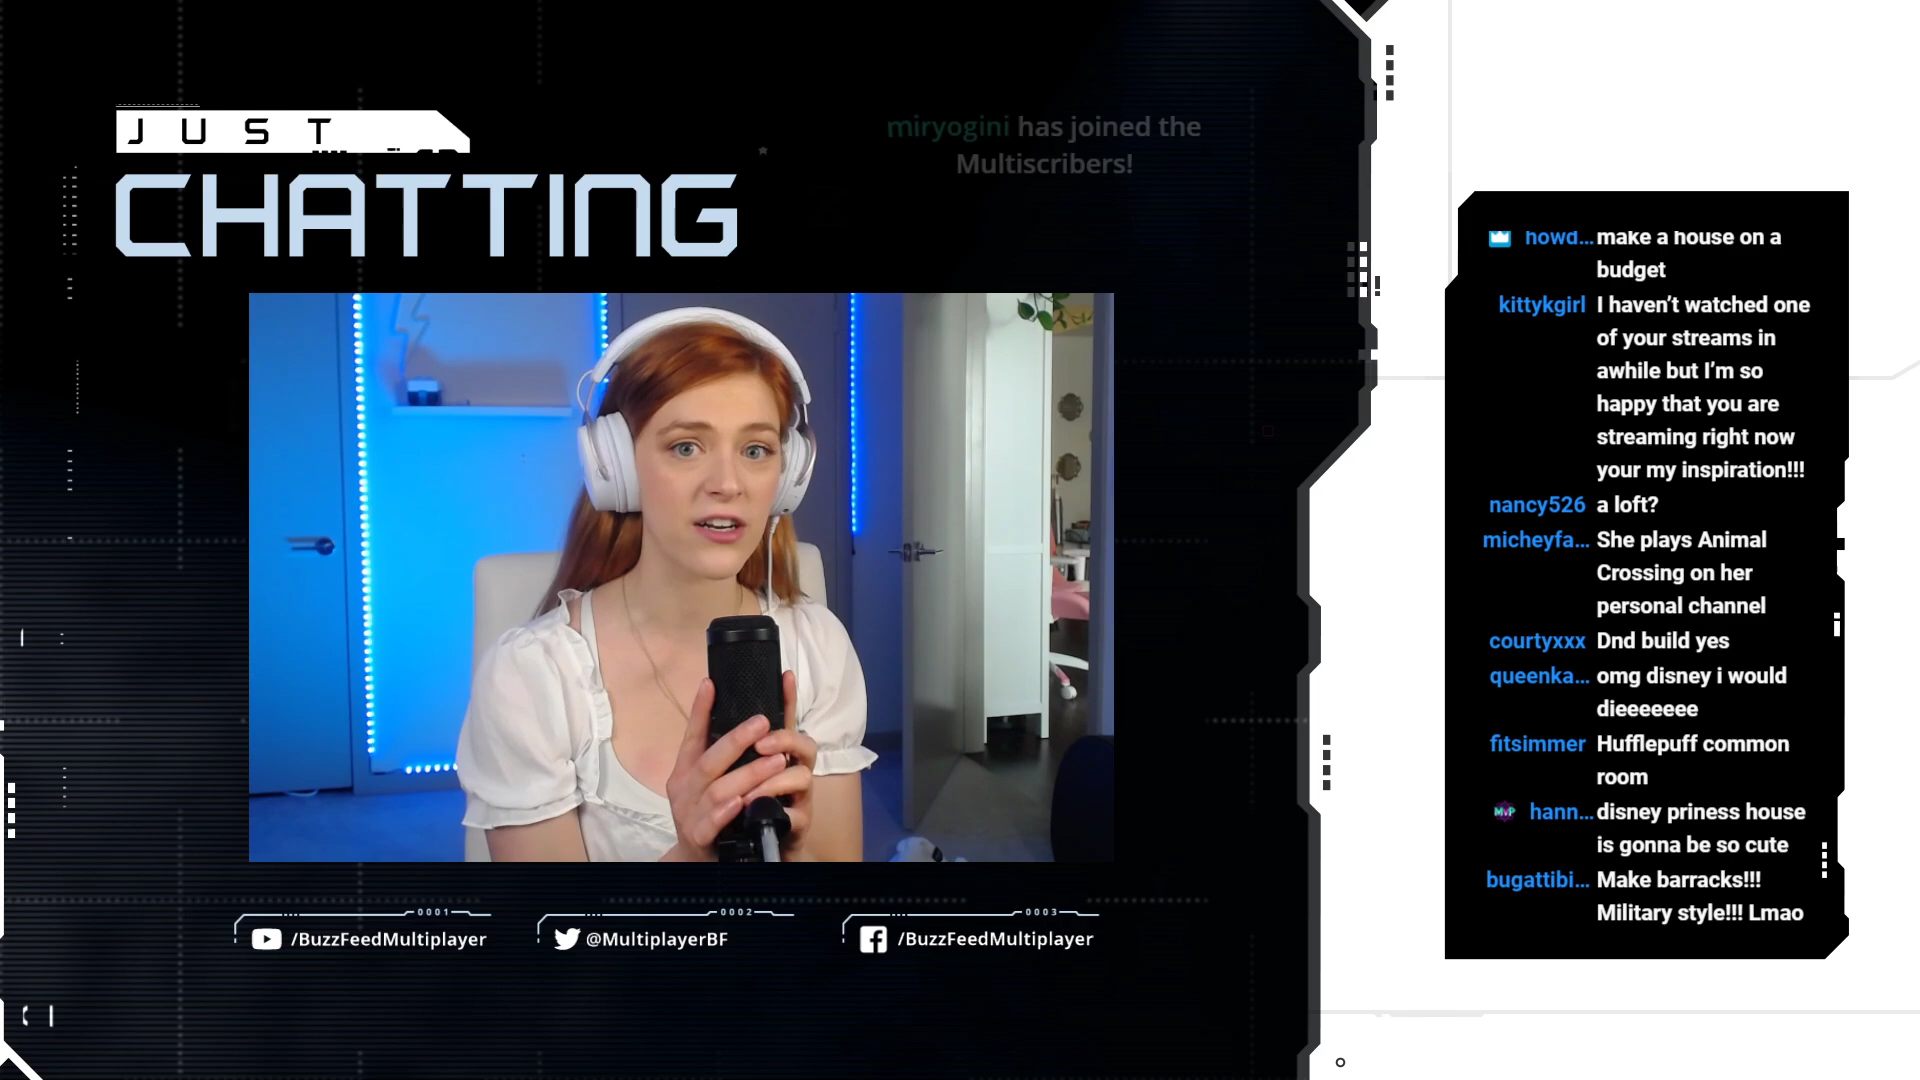 JUST
CHATTING
miryogini has joined the
Multiscribers!
howd... make a house on a
budget
kittykgirl I haven't watched one
of your streams in
awhile but I'm so
happy that you are
streaming right now
your my inspiration!!!
nancy526 a loft?
micheyfa... She plays Animal
Crossing on her
personal channel
courtyxxx Dnd build yes
queenka... omg disney i would
dieeeeeee
fitsimmer Hufflepuff common
room
MVP hann... disney priness house
is gonna be so cute
bugattibi... Make barracks!!!
Military style!!! Lmao
0001
/BuzzFeedMultiplayer
0002
@MultiplayerBF
0003
/BuzzFeedMultiplayer